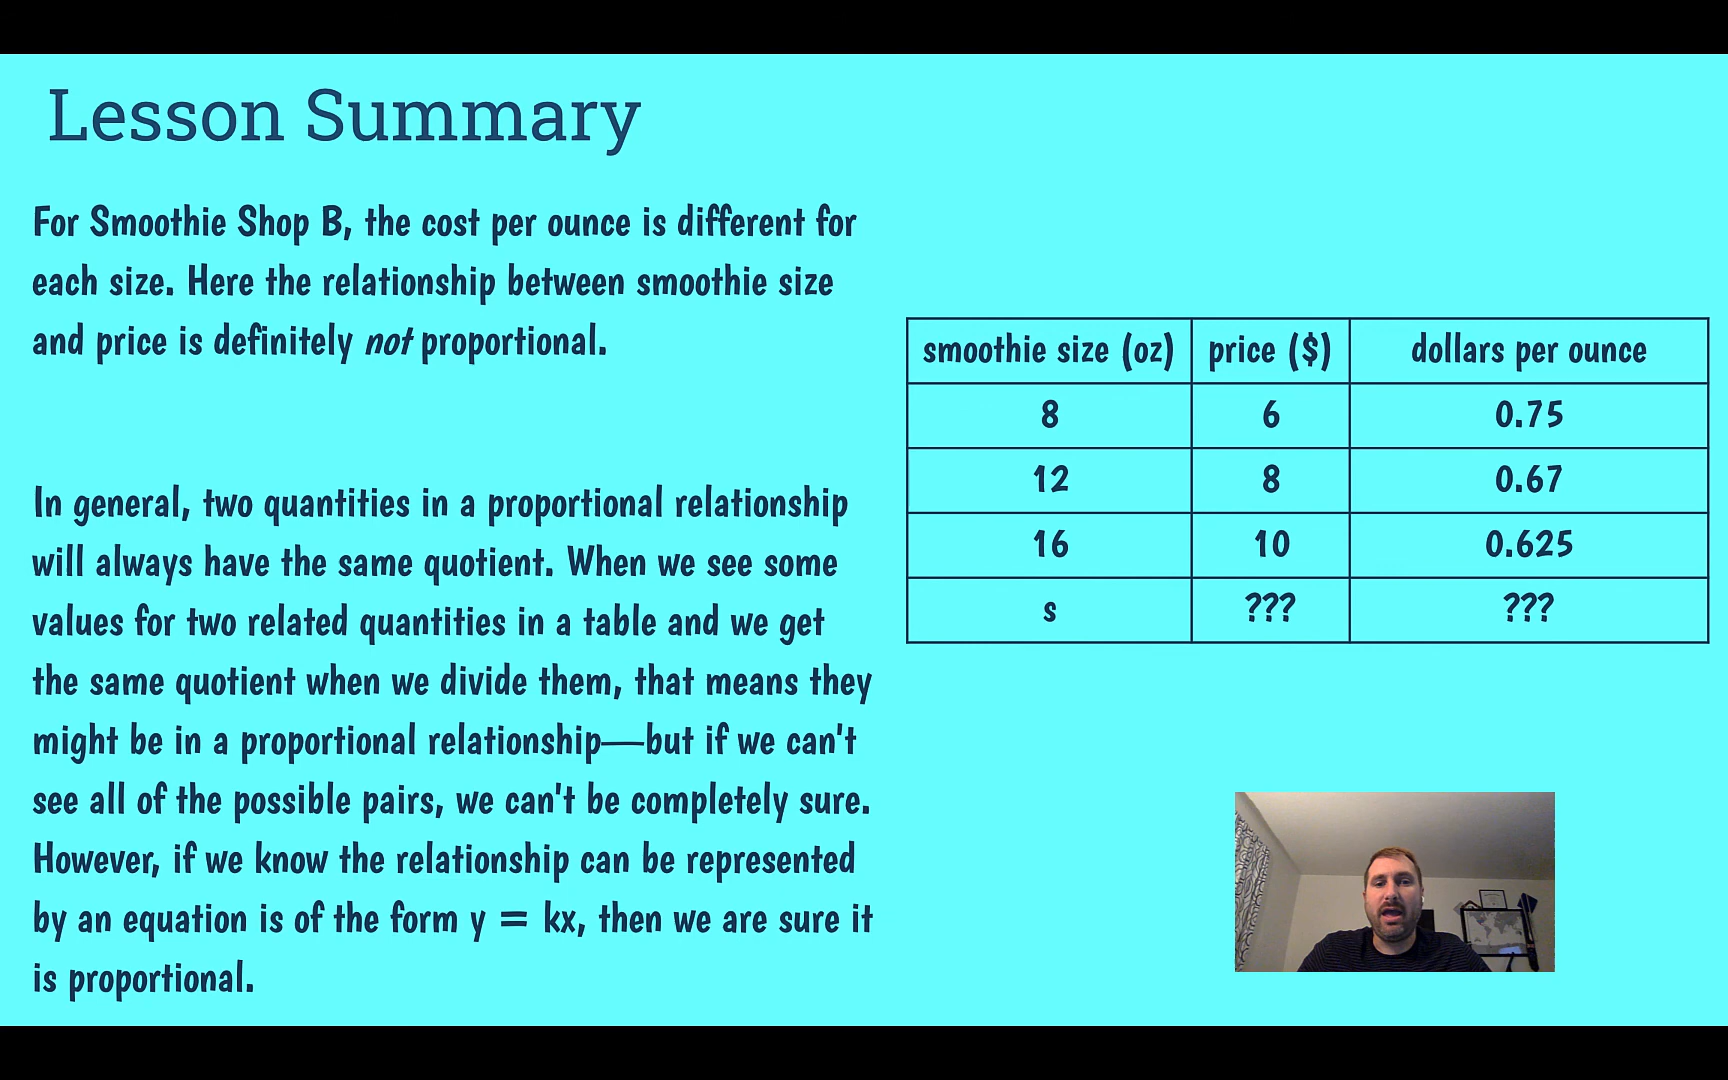 Lesson Summary
For Smoothie Shop B, the cost per ounce is different for
each size. Here the relationship between smoothie size
and price is definitely not proportional.
In general, two quantities in a proportional relationship
will always have the same quotient. When we see some
values for two related quantities in a table and we get
the same quotient when we divide them, that means they
might be in a proportional relationship—but if we can't
see all of the possible pairs, we can't be completely sure.
However, if we know the relationship can be represented
by an equation is of the form y = kx, then we are sure it
is proportional.
smoothie size (oz) price ($) dollars per ounce
8 6 0.75
12 8 0.67
16 10 0.625
s ??? ???